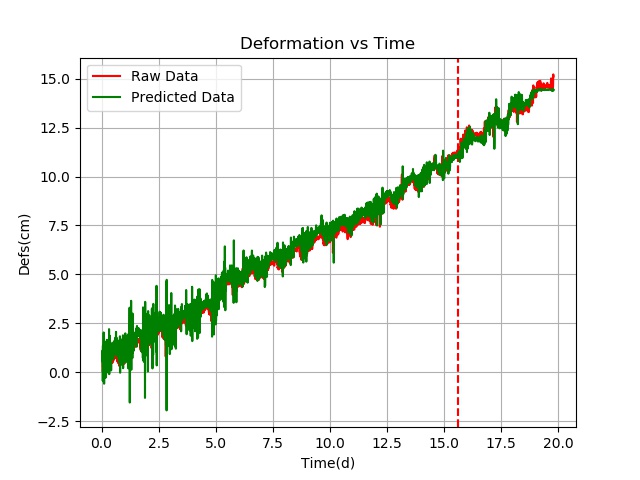 Deformation vs Time
Raw Data
Predicted Data
15.0
12.5
10.0
7.5
5.0
2.5
0.0
−2.5
Defs(cm)
0.0 2.5 5.0 7.5 10.0 12.5 15.0 17.5 20.0
Time(d)